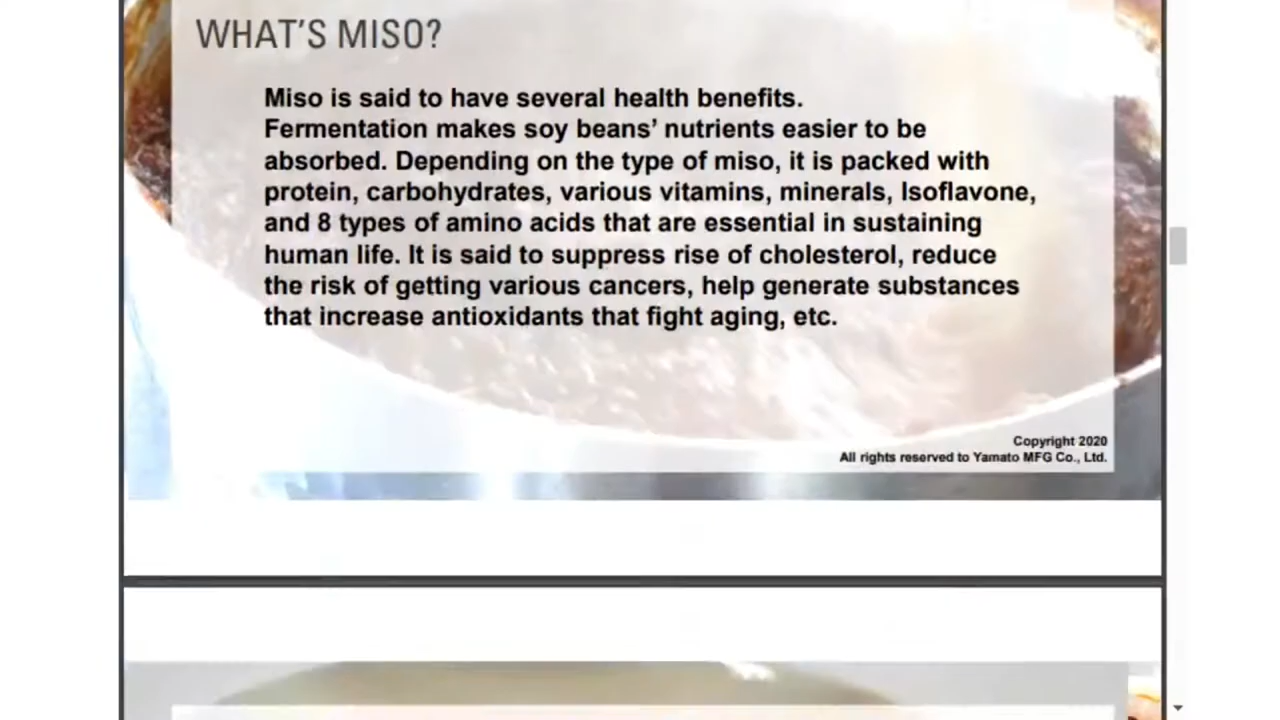 WHAT'S MISO?
Miso is said to have several health benefits.
Fermentation makes soy beans' nutrients easier to be
absorbed. Depending on the type of miso, it is packed with
protein, carbohydrates, various vitamins, minerals, Isoflavone,
and 8 types of amino acids that are essential in sustaining
human life. It is said to suppress rise of cholesterol, reduce
the risk of getting various cancers, help generate substances
that increase antioxidants that fight aging, etc.
Copyright 2020
All rights reserved to Yamato MFG Co., Ltd.